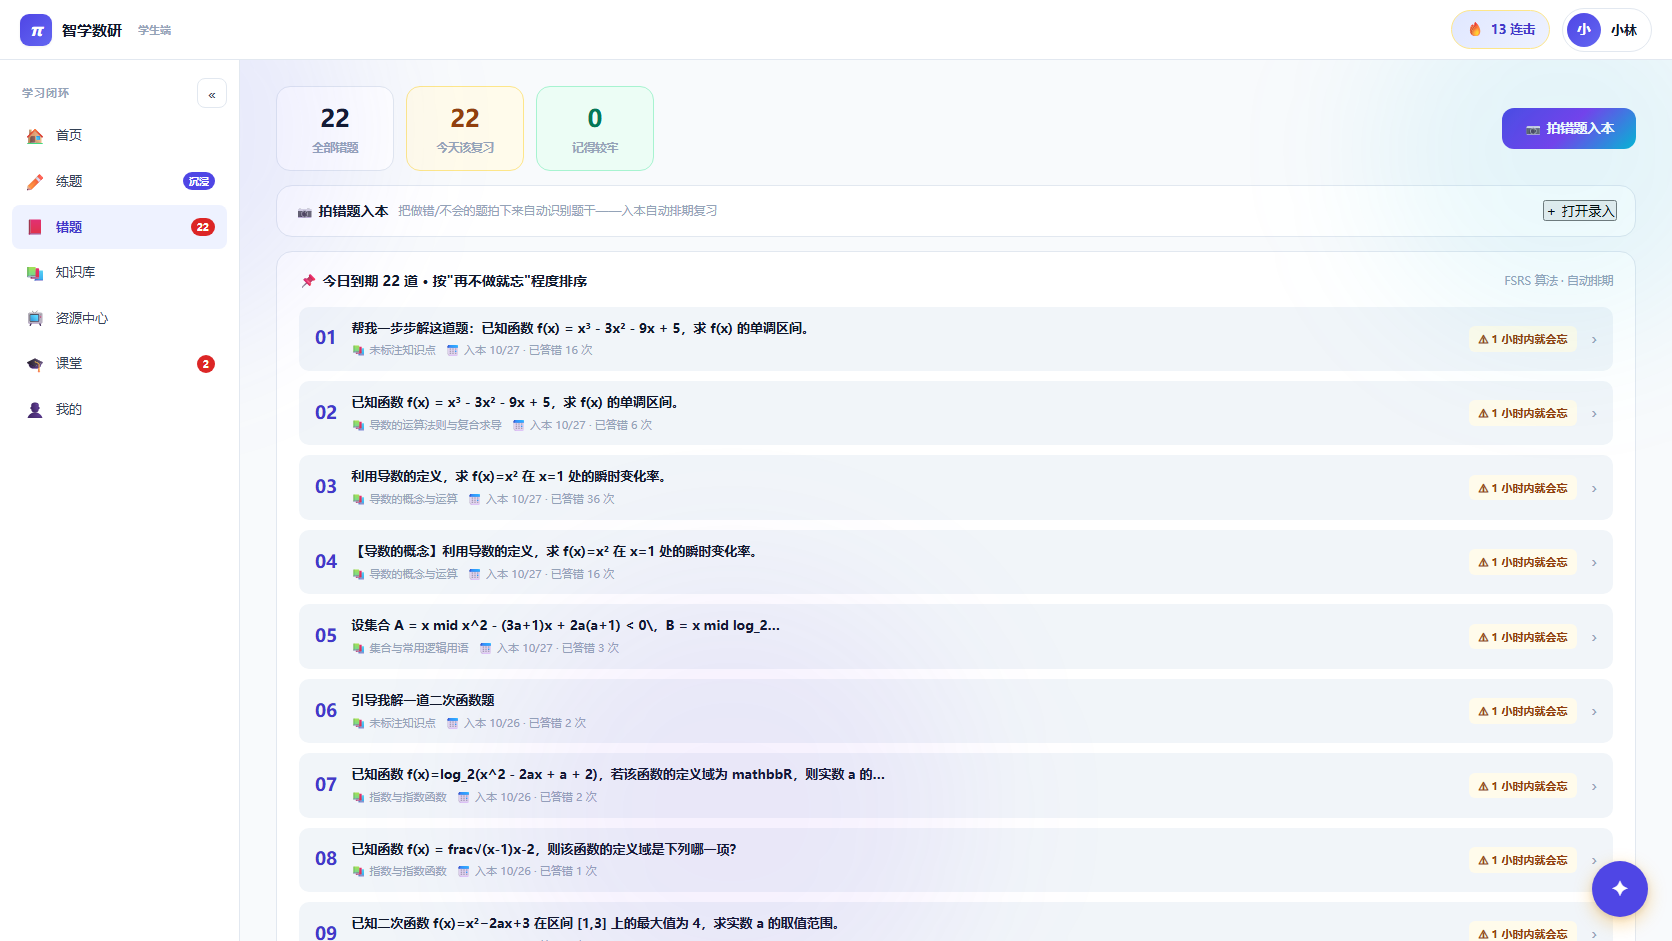 π 智学数研 学生端
13 连击
小 小林
学习闭环 «
首页
练题 沉浸
错题 22
知识库
资源中心
课堂 2
我的
22
全部错题
22
今天该复习
0
记得较牢
拍错题入本
拍错题入本 把做错/不会的题拍下来自动识别题干——入本自动排期复习
+ 打开录入
今日到期 22 道 • 按"再不做就忘"程度排序
FSRS 算法 · 自动排期
01 帮我一步步解这道题：已知函数 f(x) = x³ - 3x² - 9x + 5，求 f(x) 的单调区间。
未标注知识点 入本 10/27 · 已答错 16 次
⚠ 1 小时内就会忘 ›
02 已知函数 f(x) = x³ - 3x² - 9x + 5，求 f(x) 的单调区间。
导数的运算法则与复合求导 入本 10/27 · 已答错 6 次
⚠ 1 小时内就会忘 ›
03 利用导数的定义，求 f(x)=x² 在 x=1 处的瞬时变化率。
导数的概念与运算 入本 10/27 · 已答错 36 次
⚠ 1 小时内就会忘 ›
04 【导数的概念】利用导数的定义，求 f(x)=x² 在 x=1 处的瞬时变化率。
导数的概念与运算 入本 10/27 · 已答错 16 次
⚠ 1 小时内就会忘 ›
05 设集合 A = x mid x^2 - (3a+1)x + 2a(a+1) < 0\, B = x mid log_2...
集合与常用逻辑用语 入本 10/27 · 已答错 3 次
⚠ 1 小时内就会忘 ›
06 引导我解一道二次函数题
未标注知识点 入本 10/26 · 已答错 2 次
⚠ 1 小时内就会忘 ›
07 已知函数 f(x)=log_2(x^2 - 2ax + a + 2)，若该函数的定义域为 mathbbR，则实数 a 的...
指数与指数函数 入本 10/26 · 已答错 2 次
⚠ 1 小时内就会忘 ›
08 已知函数 f(x) = frac√(x-1)x-2，则该函数的定义域是下列哪一项？
指数与指数函数 入本 10/26 · 已答错 1 次
⚠ 1 小时内就会忘 ›
09 已知二次函数 f(x)=x²−2ax+3 在区间 [1,3] 上的最大值为 4，求实数 a 的取值范围。
⚠ 1 小时内就会忘 ›